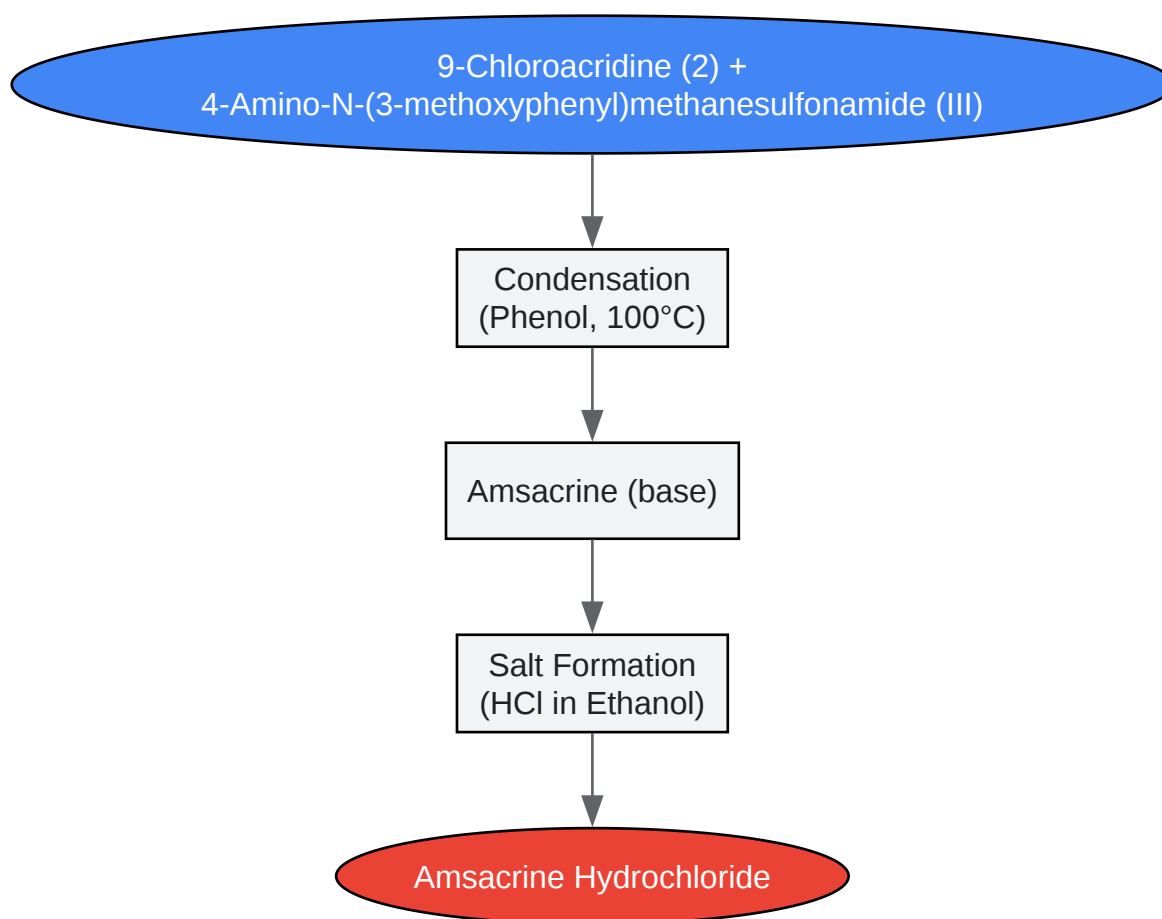 9-Chloroacridine (2) +
4-Amino-N-(3-methoxyphenyl)methanesulfonamide (III)
Condensation
(Phenol, 100°C)
Amsacrine (base)
Salt Formation
(HCl in Ethanol)
Amsacrine Hydrochloride